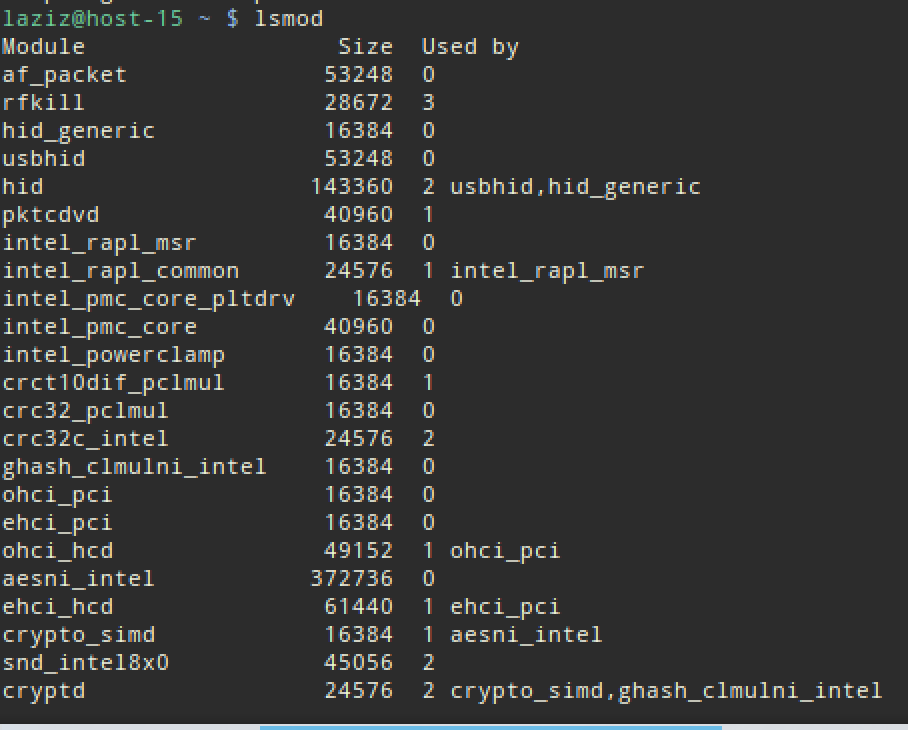 laziz@host-15 ~ $ lsmod
Module                  Size  Used by
af_packet              53248  0
rfkill                 28672  3
hid_generic            16384  0
usbhid                 53248  0
hid                   143360  2 usbhid,hid_generic
pktcdvd                40960  1
intel_rapl_msr         16384  0
intel_rapl_common      24576  1 intel_rapl_msr
intel_pmc_core_pltdrv    16384  0
intel_pmc_core         40960  0
intel_powerclamp       16384  0
crct10dif_pclmul       16384  1
crc32_pclmul           16384  0
crc32c_intel           24576  2
ghash_clmulni_intel    16384  0
ohci_pci               16384  0
ehci_pci               16384  0
ohci_hcd               49152  1 ohci_pci
aesni_intel           372736  0
ehci_hcd               61440  1 ehci_pci
crypto_simd            16384  1 aesni_intel
snd_intel8x0           45056  2
cryptd                 24576  2 crypto_simd,ghash_clmulni_intel